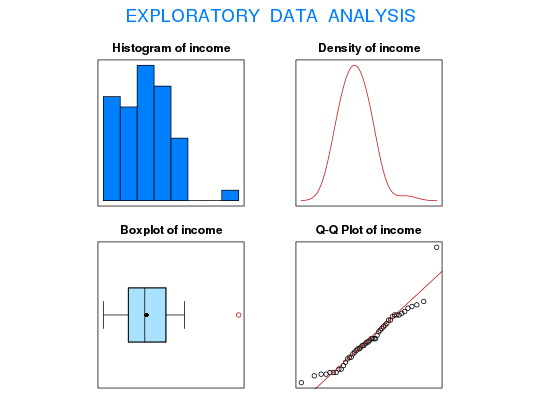 EXPLORATORY DATA ANALYSIS
Histogram of income
Density of income
Boxplot of income
Q-Q Plot of income